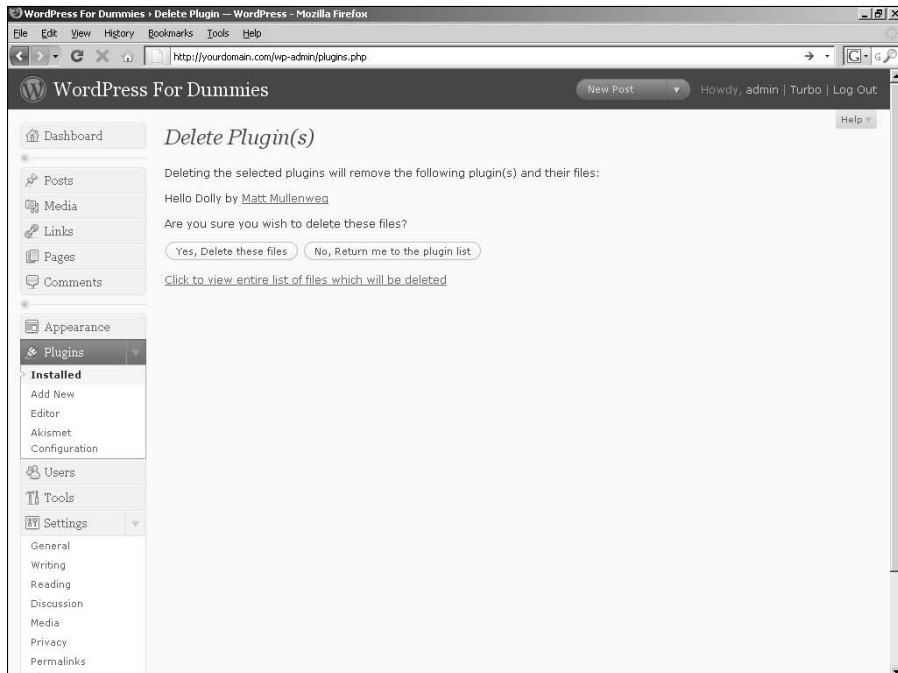 WordPress For Dummies › Delete Plugin — WordPress - Mozilla Firefox
File Edit View History Bookmarks Tools Help
http://yourdomain.com/wp-admin/plugins.php
G
WordPress For Dummies
New Post
Howdy, admin | Turbo | Log Out
Help
Dashboard
Delete Plugin(s)
Deleting the selected plugins will remove the following plugin(s) and their files:
Hello Dolly by Matt Mullenweg
Are you sure you wish to delete these files?
Yes, Delete these files
No, Return me to the plugin list
Click to view entire list of files which will be deleted
Posts
Media
Links
Pages
Comments
Appearance
Plugins
Installed
Add New
Editor
Akismet
Configuration
Users
Tools
Settings
General
Writing
Reading
Discussion
Media
Privacy
Permalinks